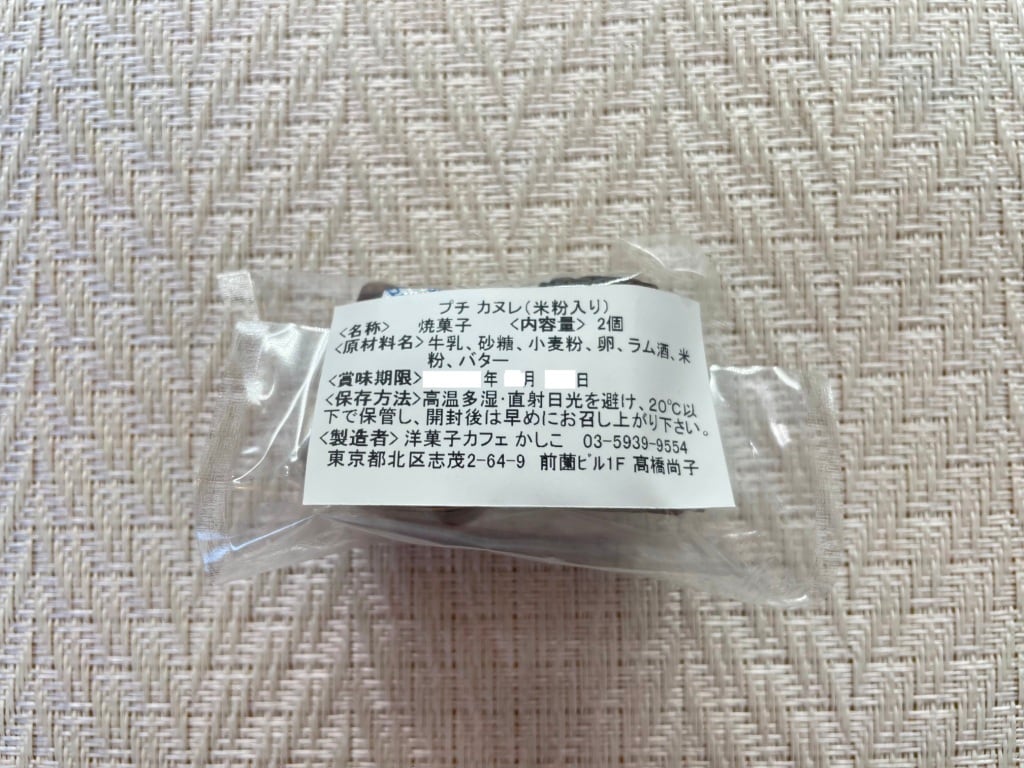 プチ カヌレ(米粉入り)
<名称> 焼菓子 <内容量> 2個
<原材料名>牛乳、砂糖、小麦粉、卵、ラム酒、米
粉、バター
<賞味期限> 年 月 日
<保存方法>高温多湿・直射日光を避け、20℃以
下で保管し、開封後は早めにお召し上がり下さい。
<製造者> 洋菓子カフェ かしこ 03-5939-9554
東京都北区志茂2-64-9 前薗ビル1F 髙橋尚子